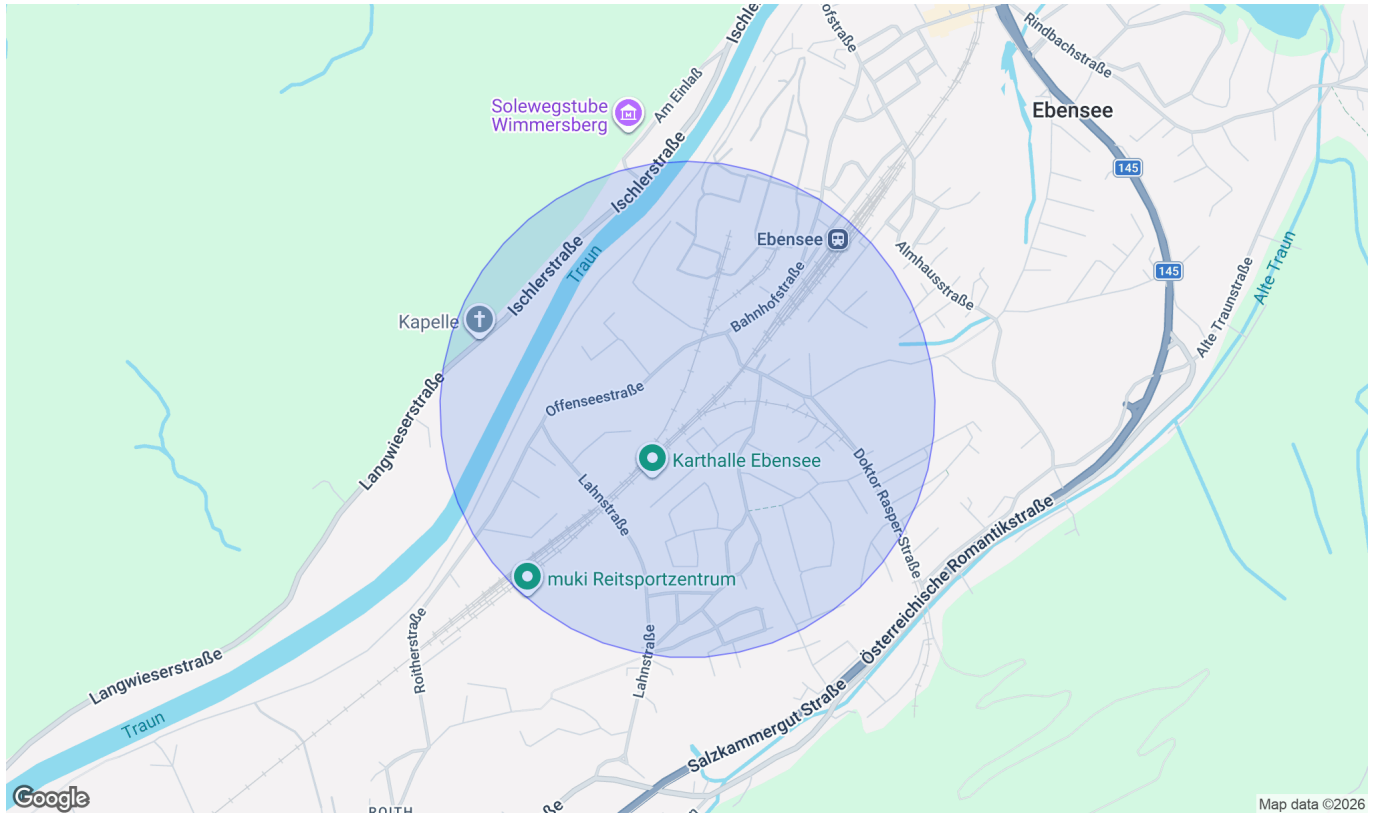 Rindbachstraße
Ebensee
Am Einlaß
Solewegstube
Wimmersberg
145
Ischlerstraße
Ebensee
Almhausstraße
Ischlerstraße
Traun
145
Alte Traun
Bahnhofstraße
Alte Traunstraße
Kapelle
Langwieserstraße
Offenseestraße
Karthalle Ebensee
Doktor Rasper-Straße
Lahnstraße
Österreichische Romantikstraße
muki Reitsportzentrum
Roitherstraße
Lahnstraße
Langwieserstraße
Traun
Salzkammergut Straße
Google
Map data ©2026